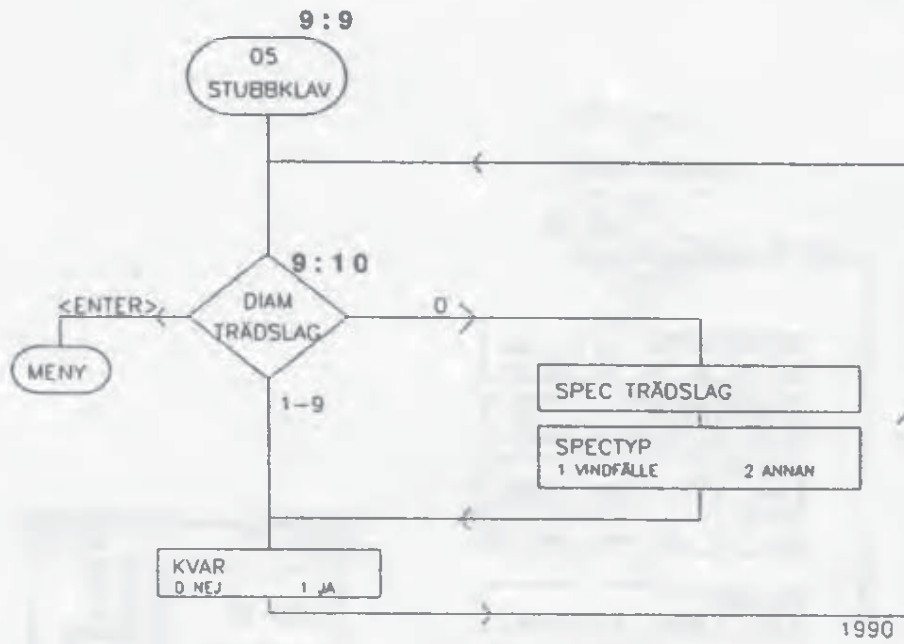 9:9
05
STUBBKLAV
9:10
DIAM
TRÄDSLAG
<ENTER>
0
MENY
1-9
SPEC TRÄDSLAG
SPECTYP
1 VINDFÄLLE 2 ANNAN
KVAR
0 NEJ 1 JA
1990